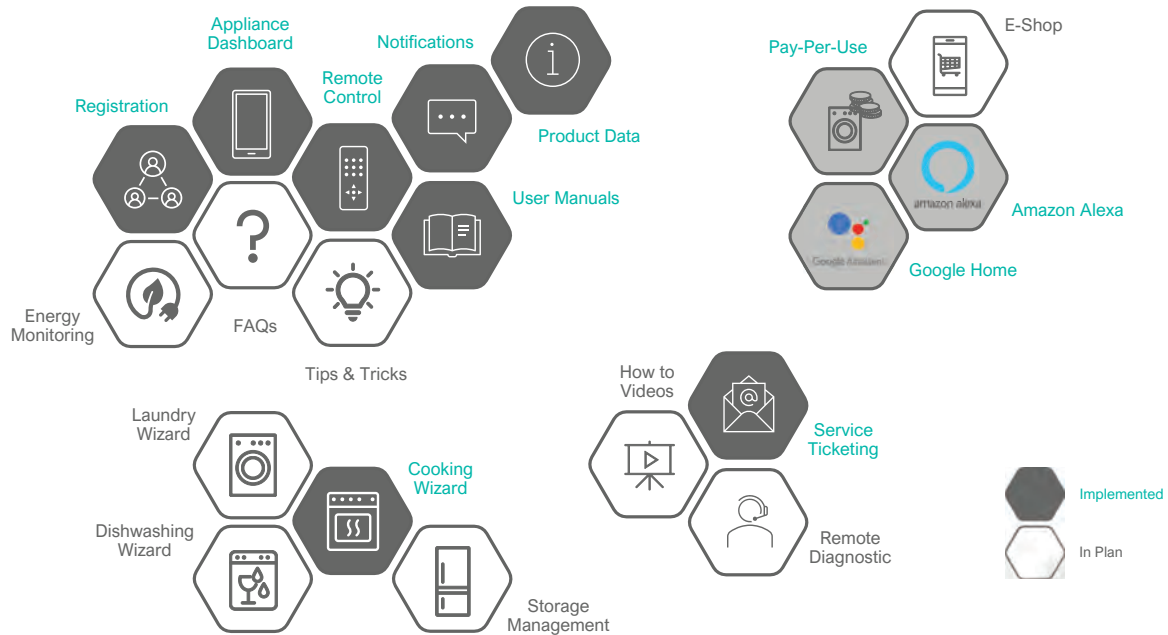 Appliance
Dashboard
Notifications
Registration
Remote
Control
Product Data
User Manuals
Energy
Monitoring
FAQs
Tips & Tricks
Pay-Per-Use
E-Shop
amazon alexa
Amazon Alexa
Google Home
Laundry
Wizard
Cooking
Wizard
Dishwashing
Wizard
Storage
Management
How to
Videos
@
Service
Ticketing
Remote
Diagnostic
Implemented
In Plan